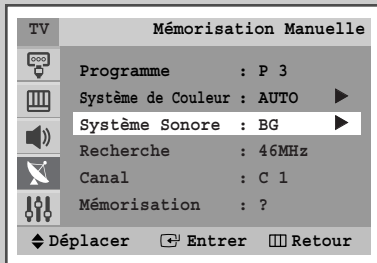 TV Mémorisation Manuelle
Programme : P 3
Système de Couleur : AUTO
Système Sonore : BG
Recherche : 46MHz
Canal : C 1
Mémorisation : ?
Déplacer Entrer Retour